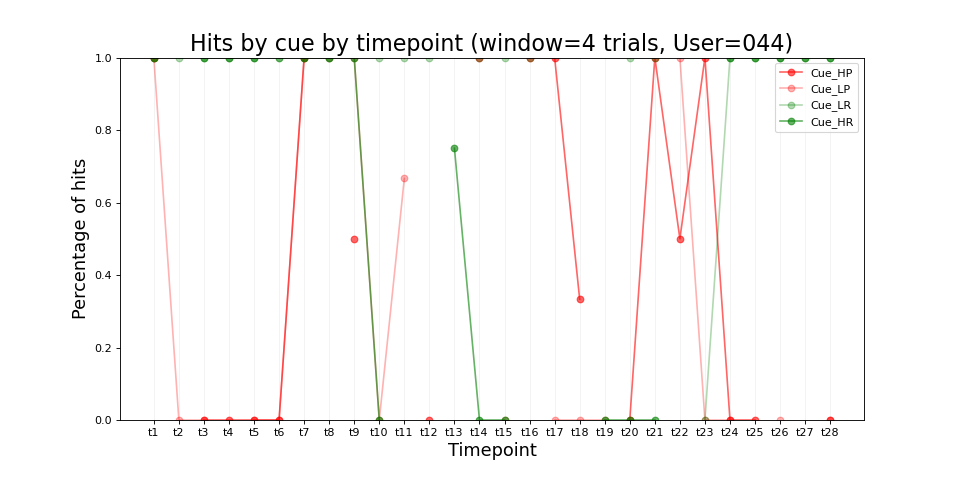 Hits by cue by timepoint (window=4 trials, User=044)
Percentage of hits
1.0
0.8
0.6
0.4
0.2
0.0
Cue_HP
Cue_LP
Cue_LR
Cue_HR
t1 t2 t3 t4 t5 t6 t7 t8 t9 t10 t11 t12 t13 t14 t15 t16 t17 t18 t19 t20 t21 t22 t23 t24 t25 t26 t27 t28
Timepoint